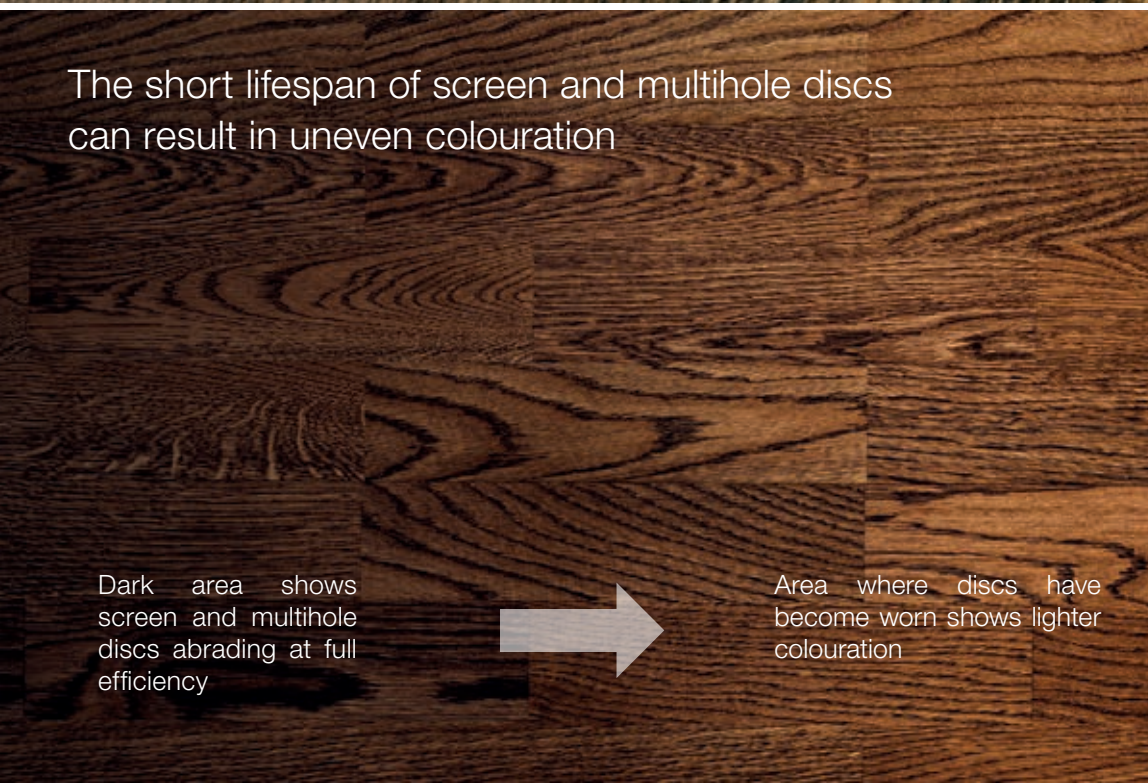 The short lifespan of screen and multihole discs
can result in uneven colouration
Dark area shows
screen and multihole
discs abrading at full
efficiency
Area where discs have
become worn shows lighter
colouration